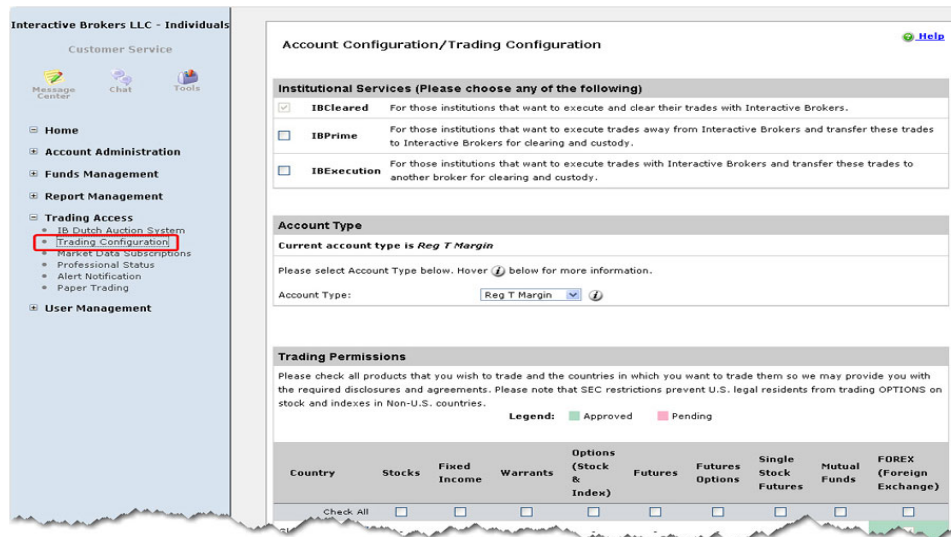 Interactive Brokers LLC - Individuals
Customer Service
Message Center
Chat
Tools
Home
Account Administration
Funds Management
Report Management
Trading Access
IB Dutch Auction System
Trading Configuration
Market Data Subscriptions
Professional Status
Alert Notification
Paper Trading
User Management
Account Configuration/Trading Configuration
Help
Institutional Services (Please choose any of the following)
IBCleared For those institutions that want to execute and clear their trades with Interactive Brokers.
IBPrime For those institutions that want to execute trades away from Interactive Brokers and transfer these trades
to Interactive Brokers for clearing and custody.
IBExecution For those institutions that want to execute trades with Interactive Brokers and transfer these trades to
another broker for clearing and custody.
Account Type
Current account type is Reg T Margin
Please select Account Type below. Hover i below for more information.
Account Type: Reg T Margin i
Trading Permissions
Please check all products that you wish to trade and the countries in which you want to trade them so we may provide you with
the required disclosures and agreements. Please note that SEC restrictions prevent U.S. legal residents from trading OPTIONS on
stock and indexes in Non-U.S. countries.
Legend: Approved Pending
Country Stocks Fixed Income Warrants Options (Stock & Index) Futures Futures Options Single Stock Futures Mutual Funds FOREX (Foreign Exchange)
Check All